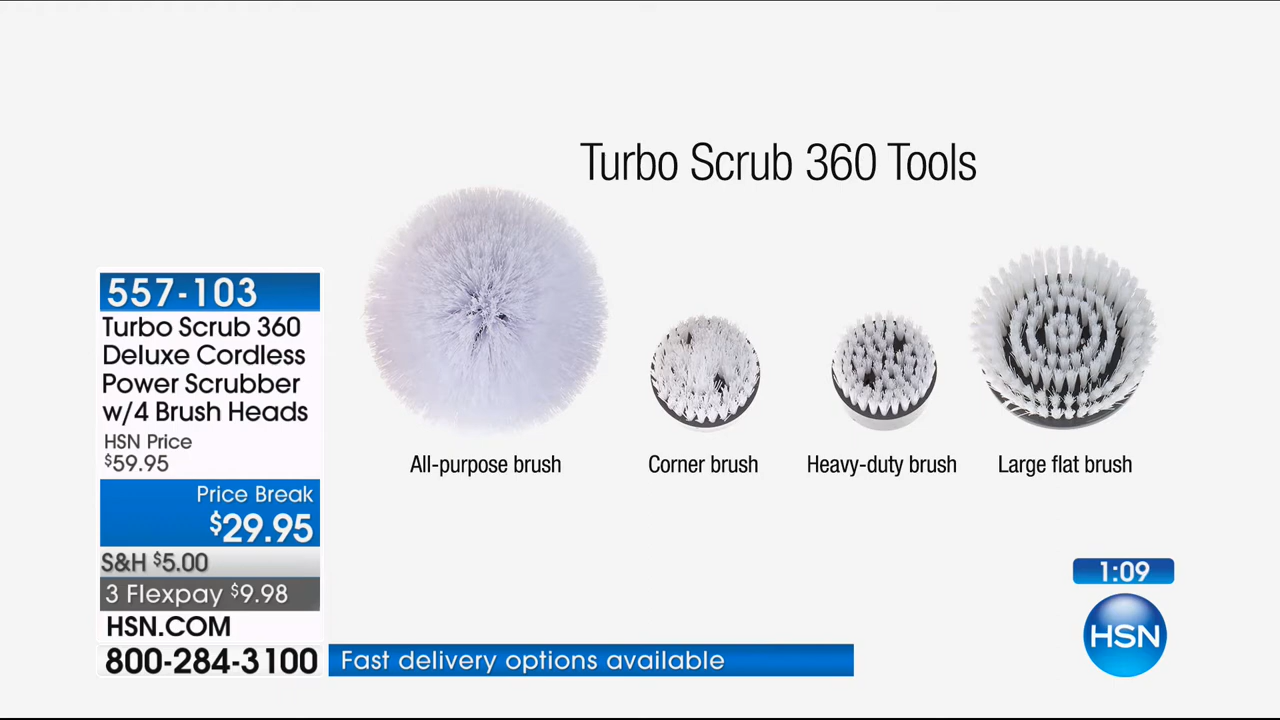 Turbo Scrub 360 Tools
All-purpose brush
Corner brush
Heavy-duty brush
Large flat brush
557-103
Turbo Scrub 360
Deluxe Cordless
Power Scrubber
w/4 Brush Heads
HSN Price
$59.95
Price Break
$29.95
S&H $5.00
3 Flexpay $9.98
HSN.COM
800-284-3100
Fast delivery options available
1:09
HSN